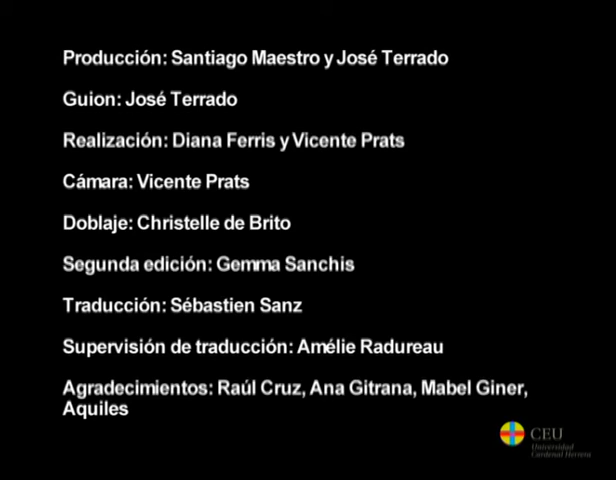 Producción: Santiago Maestro y José Terrado
Guion: José Terrado
Realización: Diana Ferris y Vicente Prats
Cámara: Vicente Prats
Doblaje: Christelle de Brito
Segunda edición: Gemma Sanchis
Traducción: Sébastien Sanz
Supervisión de traducción: Amélie Radureau
Agradecimientos: Raúl Cruz, Ana Gitrana, Mabel Giner,
Aquiles
CEU
Universidad
Cardenal Herrera